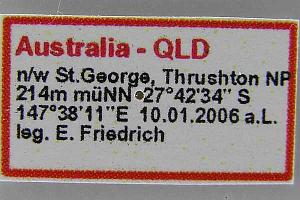 Australia - QLD
n/w St.George, Thrushton NP
214m müNN 27°42'34" S
147°38'11"E 10.01.2006 a.L.
leg. E. Friedrich